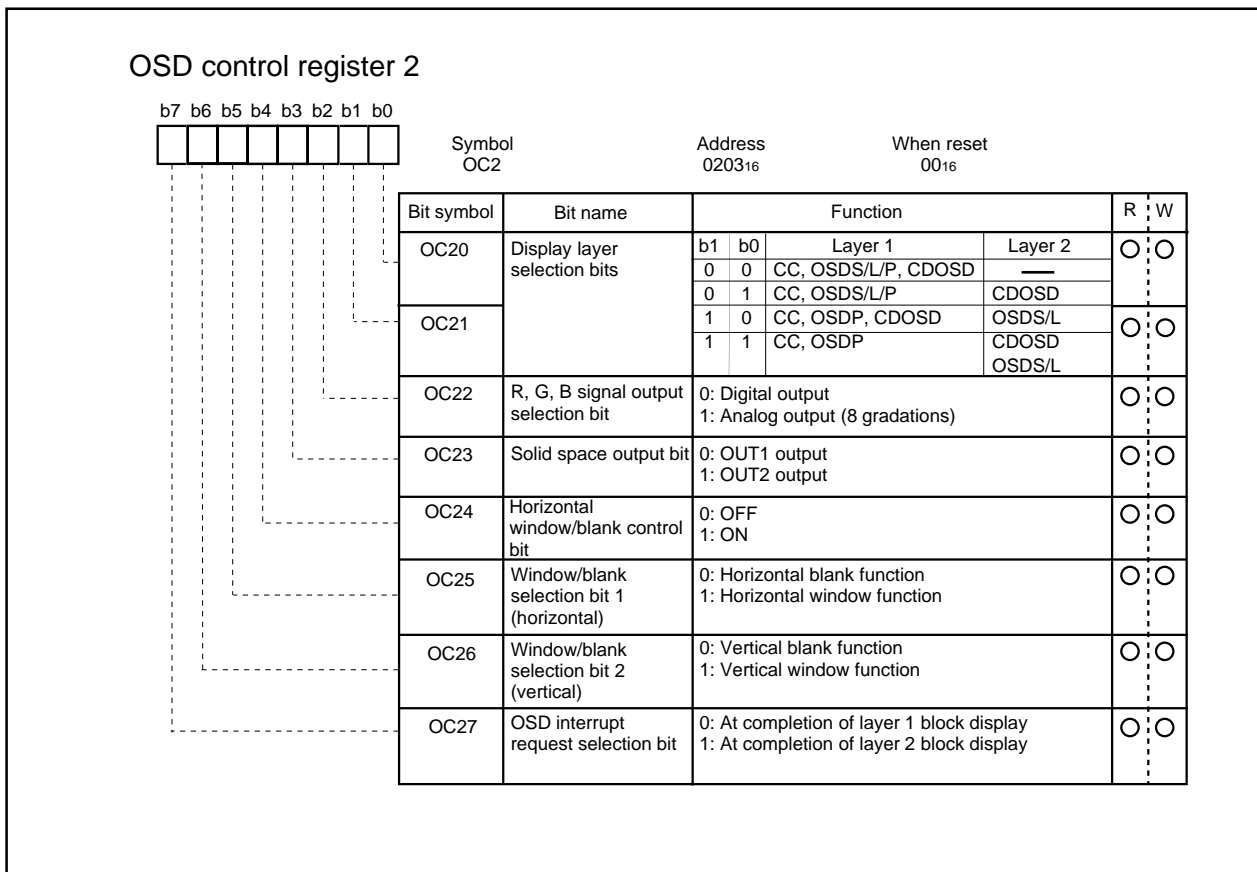 OSD control register 2
b7 b6 b5 b4 b3 b2 b1 b0
Symbol Address When reset
OC2 020316 0016
Bit symbol Bit name Function R W
OC20 Display layer selection bits
b1 b0 Layer 1 Layer 2
0 0 CC, OSDS/L/P, CDOSD —
0 1 CC, OSDS/L/P CDOSD
OC21
1 0 CC, OSDP, CDOSD OSDS/L
1 1 CC, OSDP CDOSD
OSDS/L
OC22 R, G, B signal output 0: Digital output
selection bit 1: Analog output (8 gradations)
OC23 Solid space output bit 0: OUT1 output
1: OUT2 output
OC24 Horizontal 0: OFF
window/blank control 1: ON
bit
OC25 Window/blank 0: Horizontal blank function
selection bit 1 1: Horizontal window function
(horizontal)
OC26 Window/blank 0: Vertical blank function
selection bit 2 1: Vertical window function
(vertical)
OC27 OSD interrupt 0: At completion of layer 1 block display
request selection bit 1: At completion of layer 2 block display